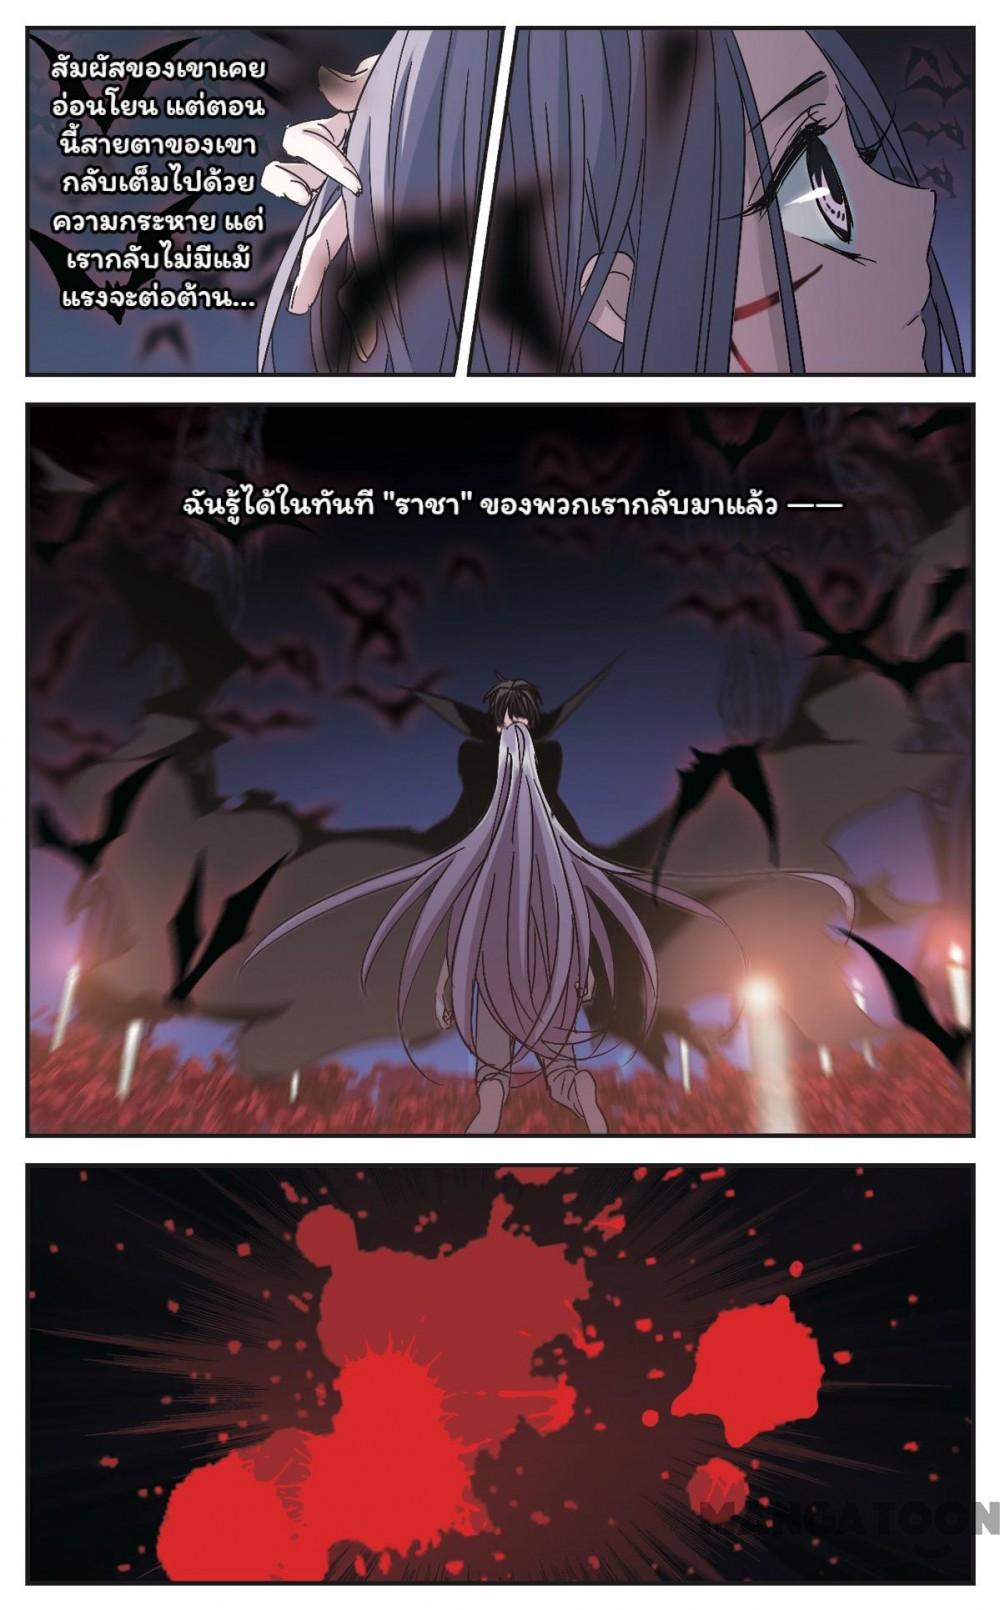 สัมผัสของเขาเคย
อ่อนโยน แต่ตอน
นี้สายตาของเขา
กลับเต็มไปด้วย
ความกระหาย แต่
เรากลับไม่มีแม้
แรงจะต่อต้าน...
ฉันรู้ได้ในทันที "ราชา" ของพวกเรากลับมาแล้ว ——
MANGATOON